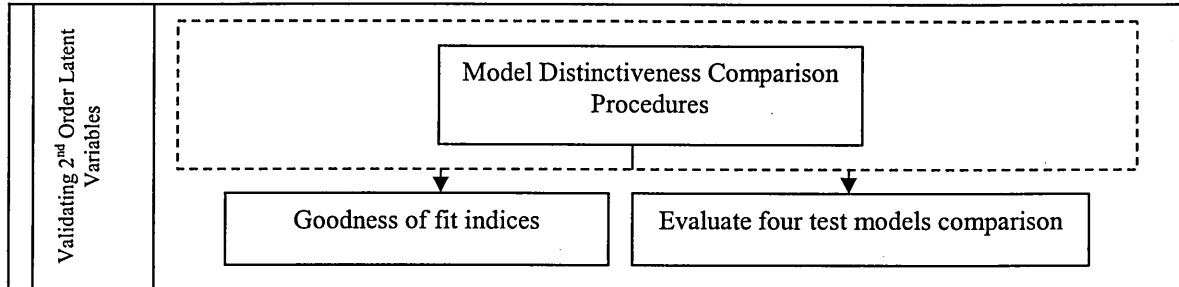 Validating 2nd Order Latent
Variables
Model Distinctiveness Comparison
Procedures
Goodness of fit indices
Evaluate four test models comparison